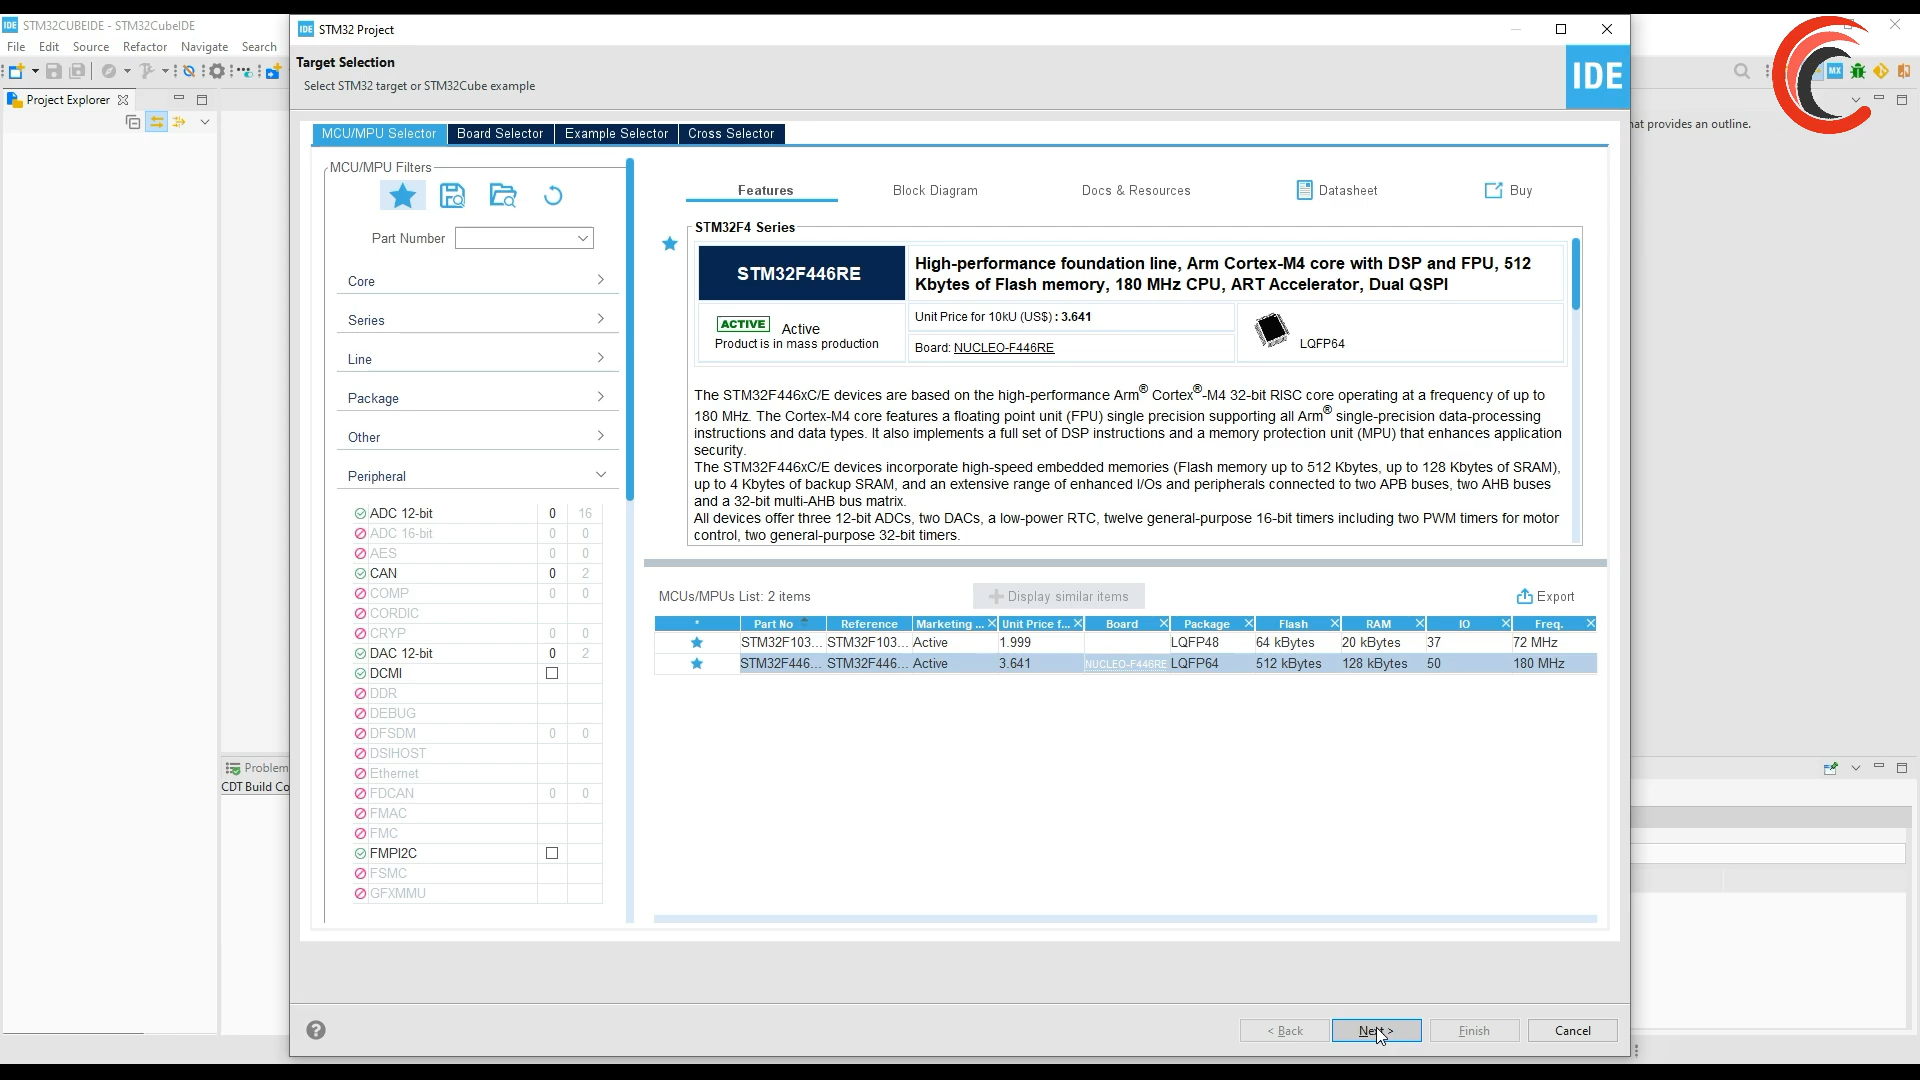 IDE STM32CUBEIDE - STM32CubeIDE
File Edit Source Refactor Navigate Search
Project Explorer
IDE STM32 Project
Target Selection
Select STM32 target or STM32Cube example
IDE
MX
hat provides an outline.
MCU/MPU Selector Board Selector Example Selector Cross Selector
MCU/MPU Filters
Part Number
Core
Series
Line
Package
Other
Peripheral
ADC 12-bit 0 16
ADC 16-bit 0 0
AES 0 0
CAN 0 2
COMP 0 0
CORDIC
CRYP 0 0
DAC 12-bit 0 2
DCMI
DDR
DEBUG
DFSDM 0 0
DSIHOST
Ethernet
FDCAN 0 0
FMAC
FMC
FMPI2C
FSMC
GFXMMU
Features Block Diagram Docs & Resources Datasheet Buy
STM32F4 Series
STM32F446RE
High-performance foundation line, Arm Cortex-M4 core with DSP and FPU, 512
Kbytes of Flash memory, 180 MHz CPU, ART Accelerator, Dual QSPI
ACTIVE Active
Product is in mass production
Unit Price for 10kU (US$) : 3.641
Board: NUCLEO-F446RE
LQFP64
The STM32F446xC/E devices are based on the high-performance Arm® Cortex®-M4 32-bit RISC core operating at a frequency of up to
180 MHz. The Cortex-M4 core features a floating point unit (FPU) single precision supporting all Arm® single-precision data-processing
instructions and data types. It also implements a full set of DSP instructions and a memory protection unit (MPU) that enhances application
security.
The STM32F446xC/E devices incorporate high-speed embedded memories (Flash memory up to 512 Kbytes, up to 128 Kbytes of SRAM),
up to 4 Kbytes of backup SRAM, and an extensive range of enhanced I/Os and peripherals connected to two APB buses, two AHB buses
and a 32-bit multi-AHB bus matrix.
All devices offer three 12-bit ADCs, two DACs, a low-power RTC, twelve general-purpose 16-bit timers including two PWM timers for motor
control, two general-purpose 32-bit timers.
MCUs/MPUs List: 2 items Display similar items Export
* Part No Reference Marketing ... Unit Price f... Board Package Flash RAM IO Freq.
STM32F103... STM32F103... Active 1.999 LQFP48 64 kBytes 20 kBytes 37 72 MHz
STM32F446... STM32F446... Active 3.641 NUCLEO-F446RE LQFP64 512 kBytes 128 kBytes 50 180 MHz
Problem
CDT Build Co
< Back Next > Finish Cancel